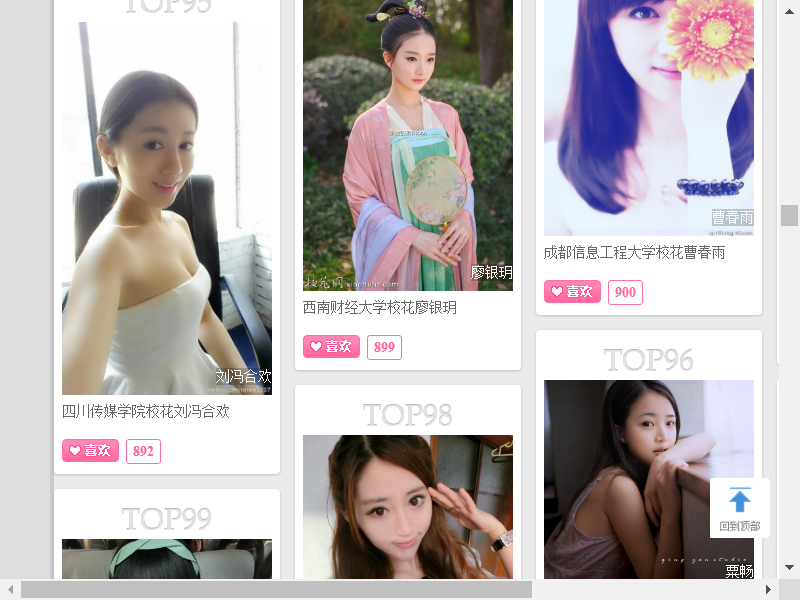 TOP95
刘冯合欢
四川传媒学院校花刘冯合欢
喜欢 892
TOP99
校花网 xiaohuar.com
廖银玥
西南财经大学校花廖银玥
喜欢 899
TOP98
曹春雨
成都信息工程大学校花曹春雨
喜欢 900
TOP96
粟畅
回到顶部